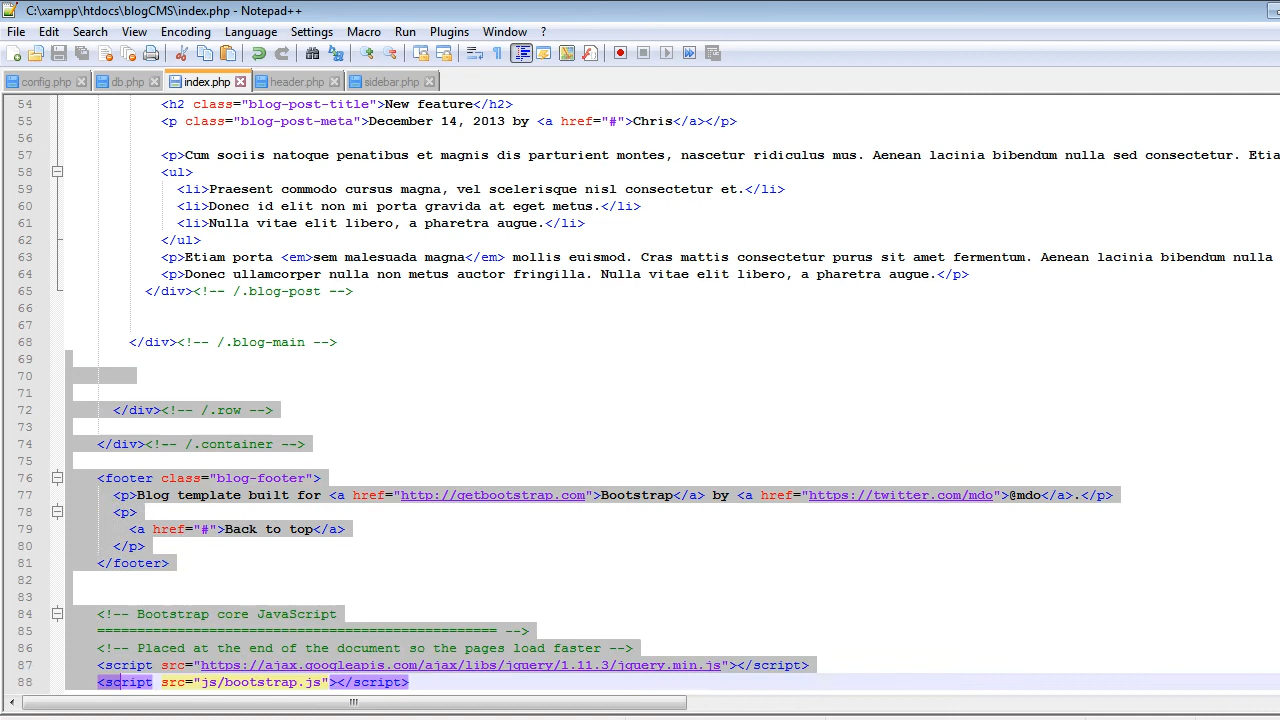 C:\xampp\htdocs\blogCMS\index.php - Notepad++
File Edit Search View Encoding Language Settings Macro Run Plugins Window ?
config.php db.php index.php header.php sidebar.php
54 <h2 class="blog-post-title">New feature</h2>
55 <p class="blog-post-meta">December 14, 2013 by <a href="#">Chris</a></p>
56
57 <p>Cum sociis natoque penatibus et magnis dis parturient montes, nascetur ridiculus mus. Aenean lacinia bibendum nulla sed consectetur. Etia
58 <ul>
59 <li>Praesent commodo cursus magna, vel scelerisque nisl consectetur et.</li>
60 <li>Donec id elit non mi porta gravida at eget metus.</li>
61 <li>Nulla vitae elit libero, a pharetra augue.</li>
62 </ul>
63 <p>Etiam porta <em>sem malesuada magna</em> mollis euismod. Cras mattis consectetur purus sit amet fermentum. Aenean lacinia bibendum nulla
64 <p>Donec ullamcorper nulla non metus auctor fringilla. Nulla vitae elit libero, a pharetra augue.</p>
65 </div><!-- /.blog-post -->
66
67
68 </div><!-- /.blog-main -->
69
70
71
72 </div><!-- /.row -->
73
74 </div><!-- /.container -->
75
76 <footer class="blog-footer">
77 <p>Blog template built for <a href="http://getbootstrap.com">Bootstrap</a> by <a href="https://twitter.com/mdo">@mdo</a>.</p>
78 <p>
79 <a href="#">Back to top</a>
80 </p>
81 </footer>
82
83
84 <!-- Bootstrap core JavaScript
85 ================================================== -->
86 <!-- Placed at the end of the document so the pages load faster -->
87 <script src="https://ajax.googleapis.com/ajax/libs/jquery/1.11.3/jquery.min.js"></script>
88 <script src="js/bootstrap.js"></script>